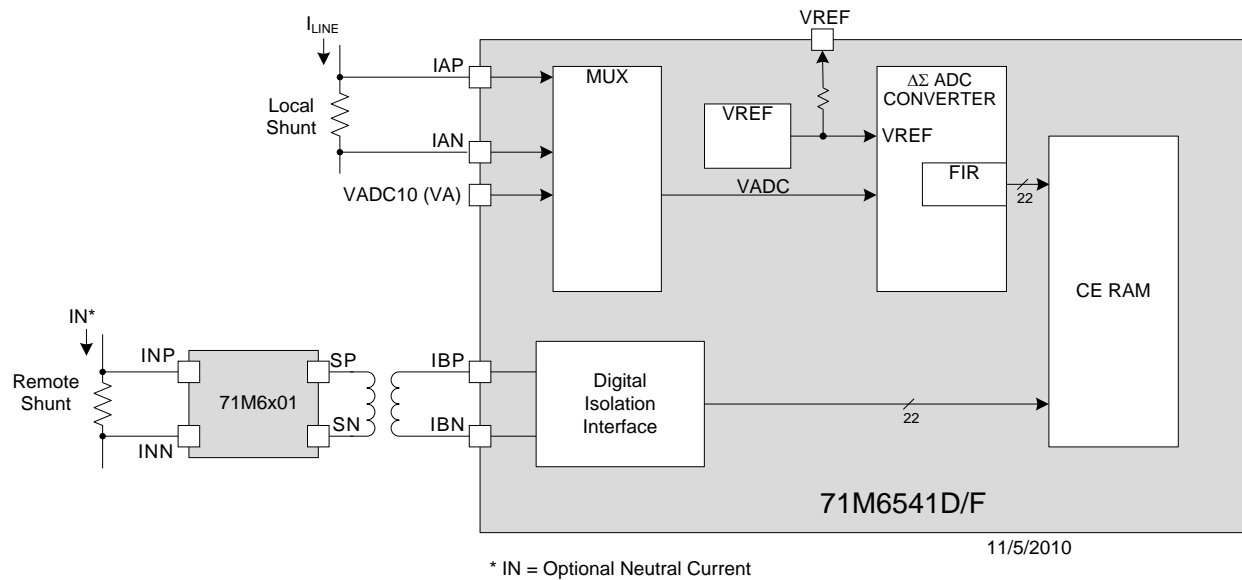 I LINE
VREF
IAP
MUX
ΔΣ ADC
CONVERTER
Local
Shunt
VREF
VREF
IAN
FIR
VADC10 (VA)
VADC
22
CE RAM
IN*
INP
SP
IBP
Remote
Shunt
71M6x01
Digital
Isolation
Interface
22
INN
SN
IBN
71M6541D/F
11/5/2010
* IN = Optional Neutral Current